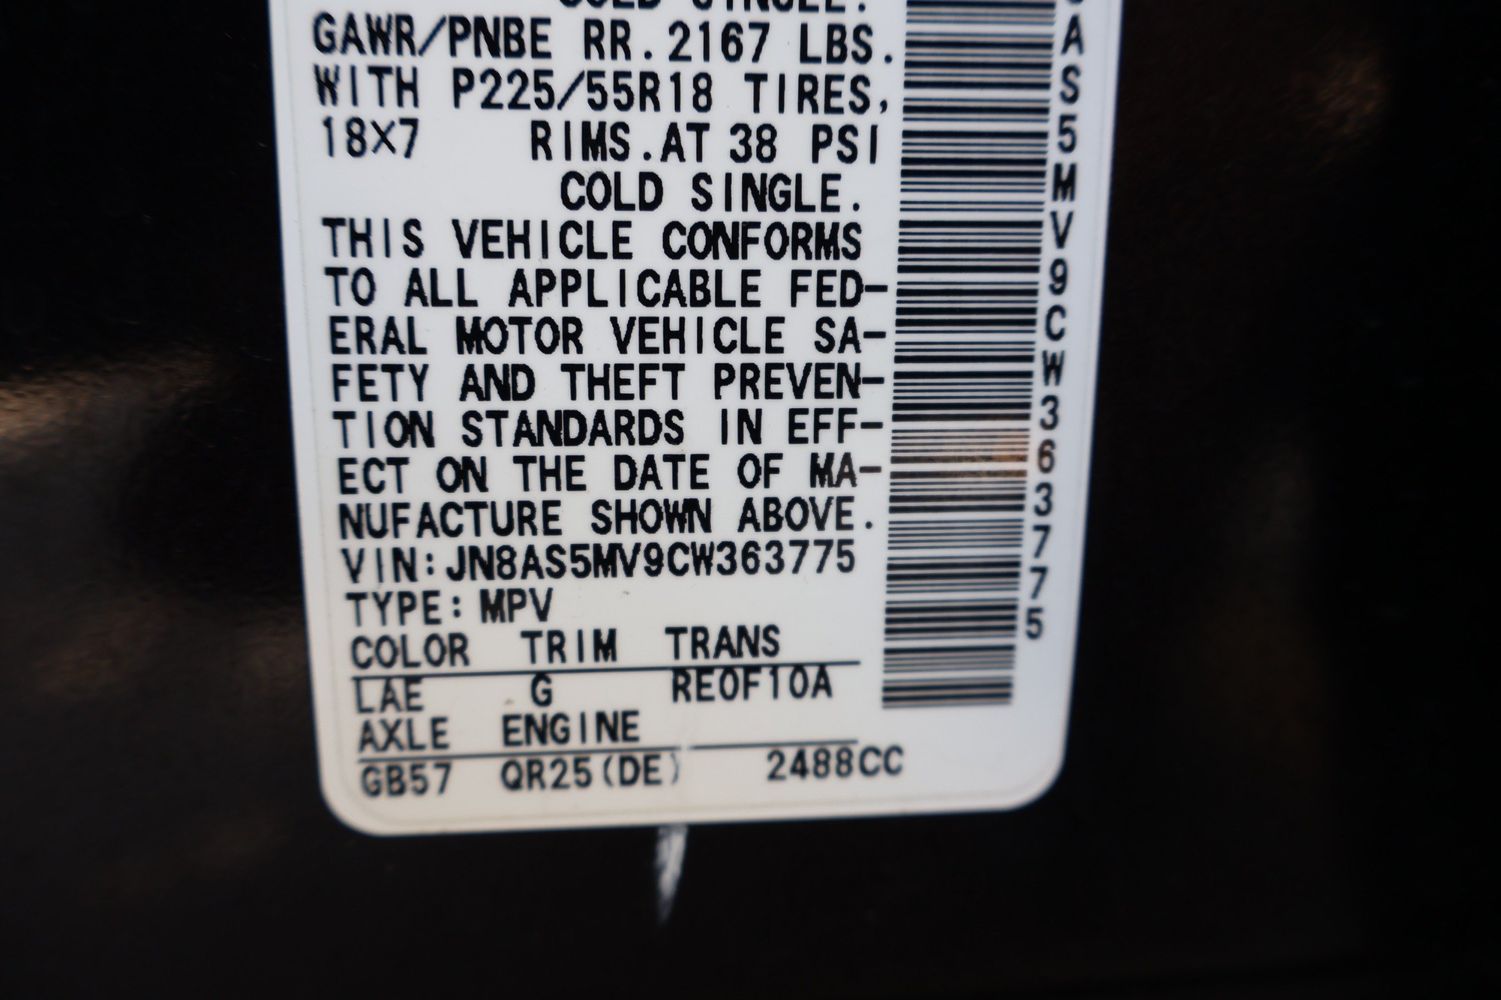 COLD SINGLE.
GAWR/PNBE RR.2167 LBS.
WITH P225/55R18 TIRES,
18X7 RIMS.AT 38 PSI
COLD SINGLE.
THIS VEHICLE CONFORMS
TO ALL APPLICABLE FED-
ERAL MOTOR VEHICLE SA-
FETY AND THEFT PREVEN-
TION STANDARDS IN EFF-
ECT ON THE DATE OF MA-
NUFACTURE SHOWN ABOVE.
VIN:JN8AS5MV9CW363775
TYPE:MPV
COLOR TRIM TRANS
LAE G RE0F10A
AXLE ENGINE
GB57 QR25(DE) 2488CC
AS5MV9CW363775